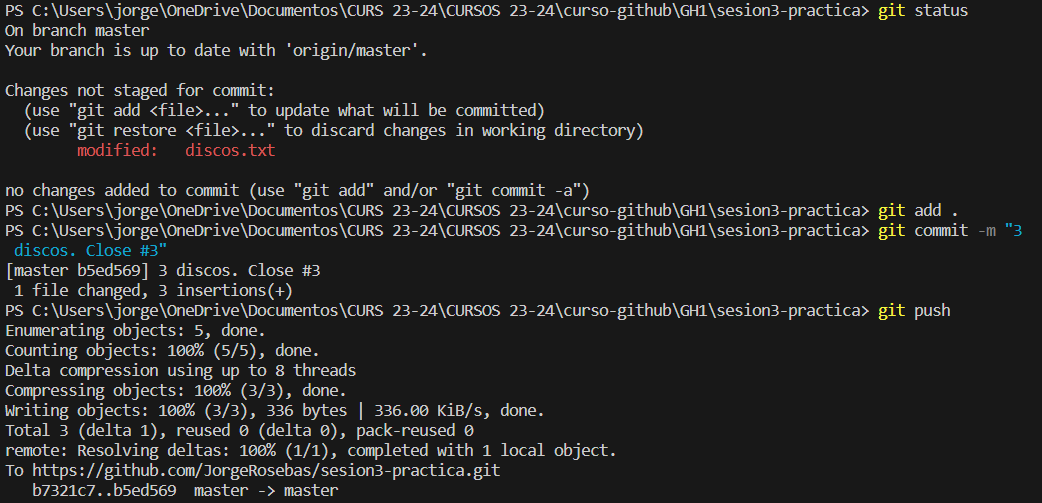 PS C:\Users\jorge\OneDrive\Documentos\CURS 23-24\CURSOS 23-24\curso-github\GH1\sesion3-practica> git status
On branch master
Your branch is up to date with 'origin/master'.

Changes not staged for commit:
  (use "git add <file>..." to update what will be committed)
  (use "git restore <file>..." to discard changes in working directory)
        modified:   discos.txt

no changes added to commit (use "git add" and/or "git commit -a")
PS C:\Users\jorge\OneDrive\Documentos\CURS 23-24\CURSOS 23-24\curso-github\GH1\sesion3-practica> git add .
PS C:\Users\jorge\OneDrive\Documentos\CURS 23-24\CURSOS 23-24\curso-github\GH1\sesion3-practica> git commit -m "3
 discos. Close #3"
[master b5ed569] 3 discos. Close #3
 1 file changed, 3 insertions(+)
PS C:\Users\jorge\OneDrive\Documentos\CURS 23-24\CURSOS 23-24\curso-github\GH1\sesion3-practica> git push
Enumerating objects: 5, done.
Counting objects: 100% (5/5), done.
Delta compression using up to 8 threads
Compressing objects: 100% (3/3), done.
Writing objects: 100% (3/3), 336 bytes | 336.00 KiB/s, done.
Total 3 (delta 1), reused 0 (delta 0), pack-reused 0
remote: Resolving deltas: 100% (1/1), completed with 1 local object.
To https://github.com/JorgeRosebas/sesion3-practica.git
   b7321c7..b5ed569  master -> master